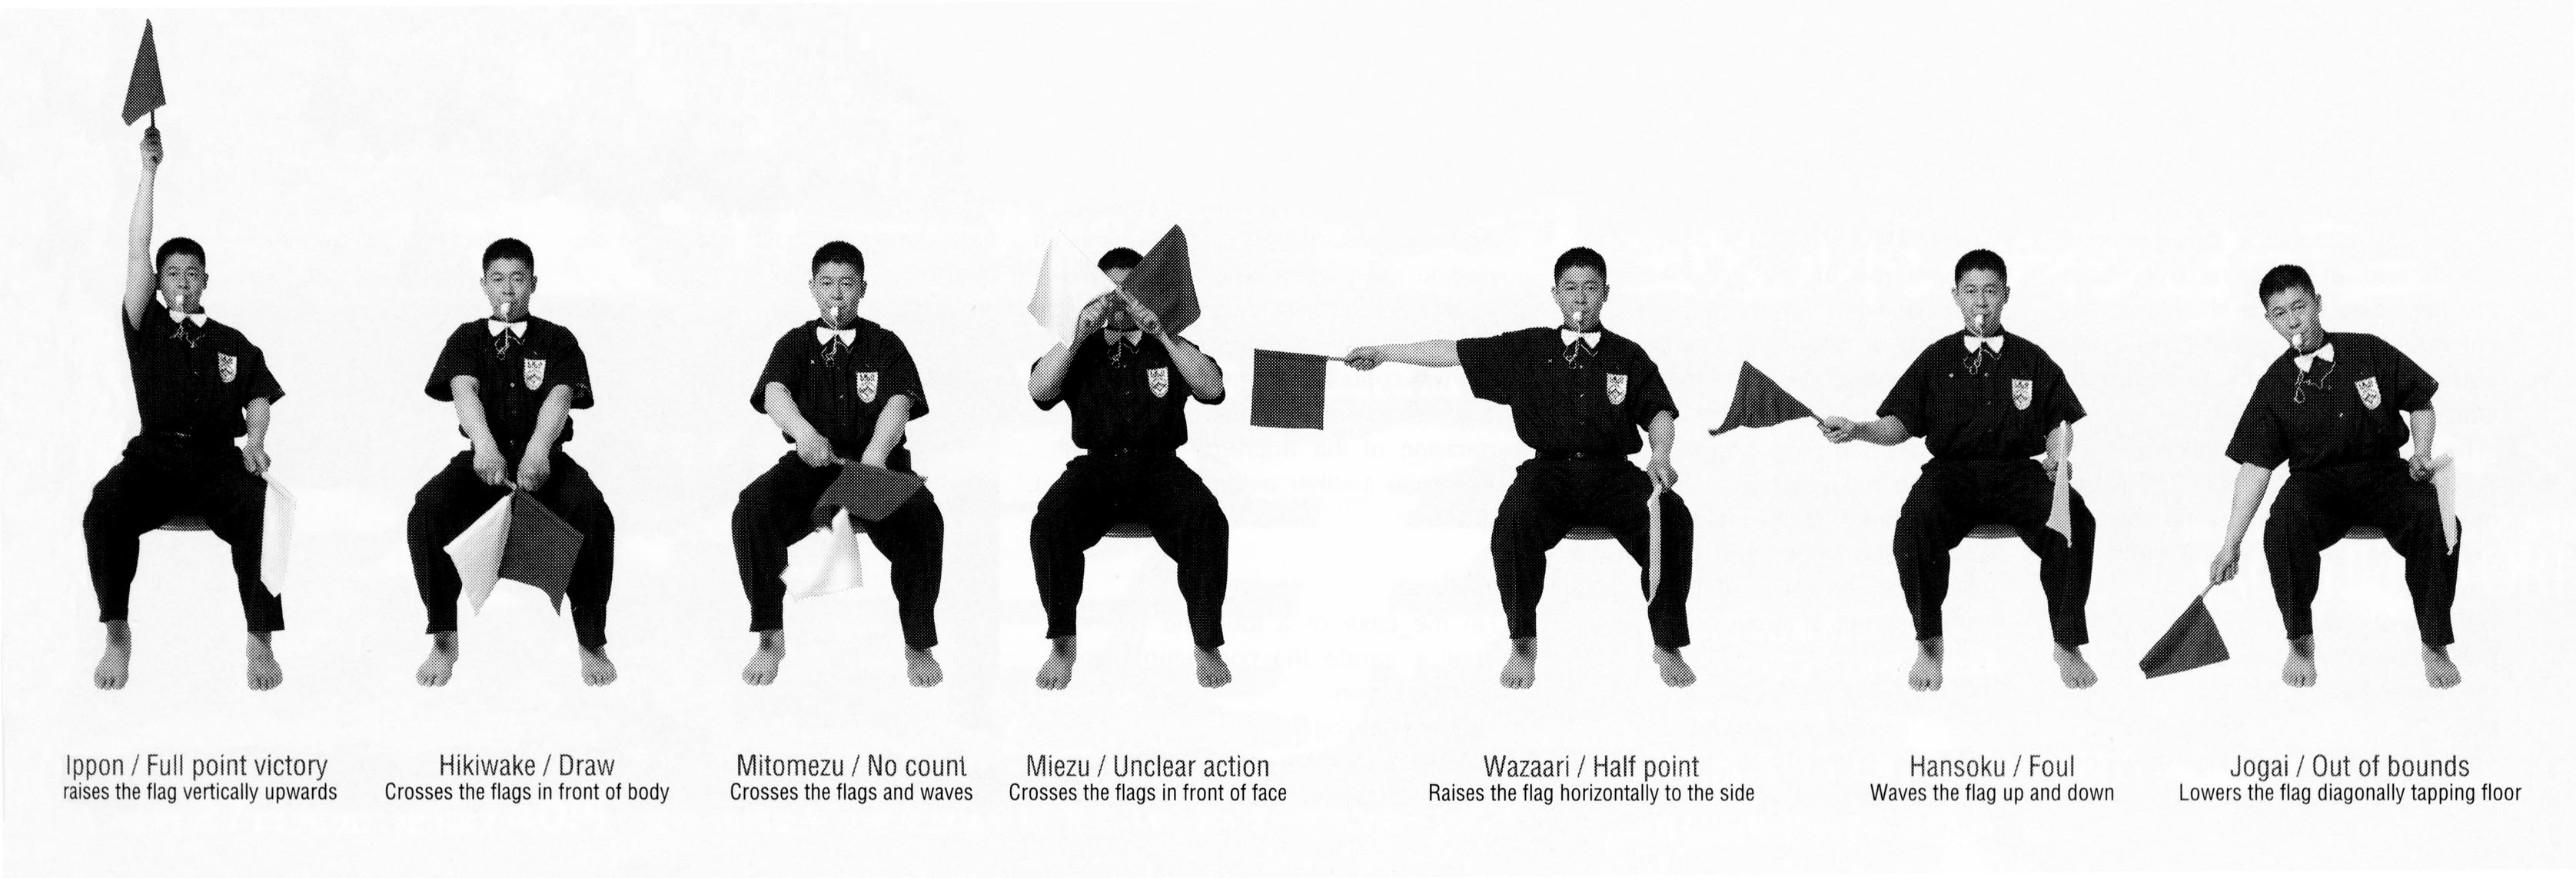 Ippon / Full point victory
raises the flag vertically upwards
Hikiwake / Draw
Crosses the flags in front of body
Mitomezu / No count
Crosses the flags and waves
Miezu / Unclear action
Crosses the flags in front of face
Wazaari / Half point
Raises the flag horizontally to the side
Hansoku / Foul
Waves the flag up and down
Jogai / Out of bounds
Lowers the flag diagonally tapping floor